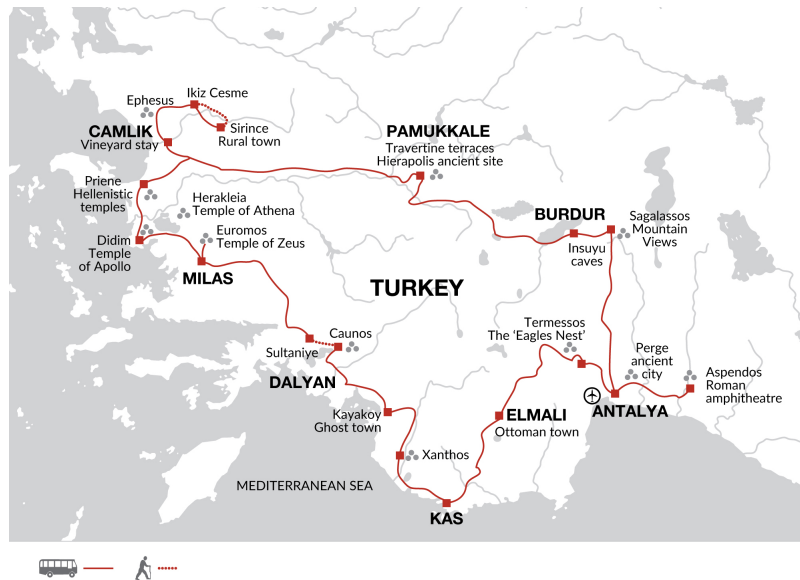 Ikiz Cesme
Ephesus
CAMLIK
Vineyard stay
Sirince
Rural town
PAMUKKALE
Travertine terraces
Hierapolis ancient site
Priene
Hellenistic
temples
Herakleia
Temple of Athena
Euromos
Temple of Zeus
Didim
Temple
of Apollo
MILAS
BURDUR
Insuyu
caves
Sagalassos
Mountain
Views
TURKEY
Termessos
The ‘Eagles Nest’
Caunos
Sultaniye
DALYAN
Perge
ancient
city
Aspendos
Roman
amphitheatre
ANTALYA
Kayakoy
Ghost town
ELMALI
Ottoman town
Xanthos
MEDITERRANEAN SEA
KAS